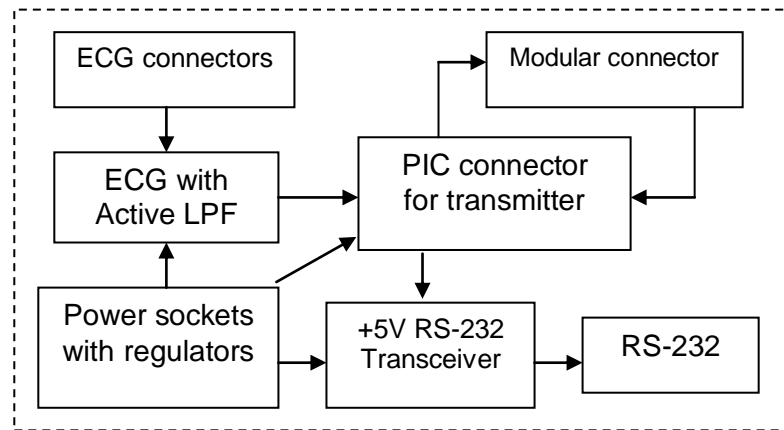 ECG connectors
Modular connector
ECG with
Active LPF
PIC connector
for transmitter
Power sockets
with regulators
+5V RS-232
Transceiver
RS-232